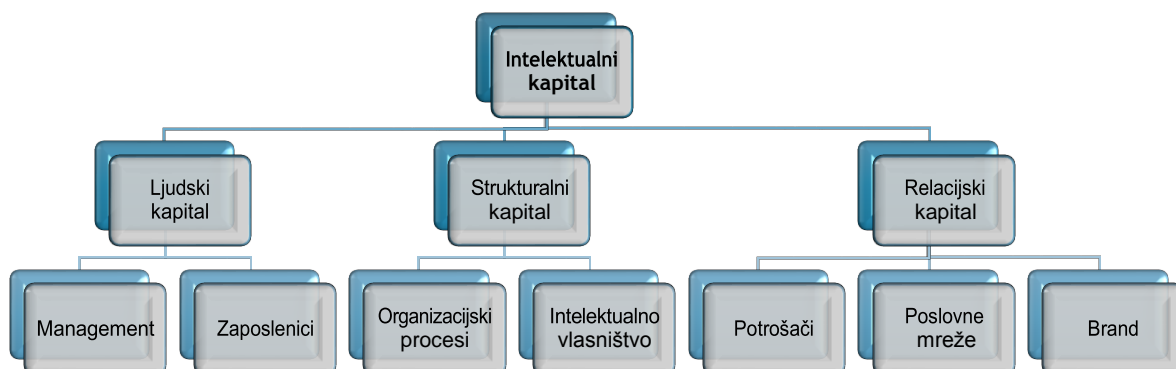 Intelektualni
kapital
Ljudski
kapital
Strukturalni
kapital
Relacijski
kapital
Management
Zaposlenici
Organizacijski
procesi
Intelektualno
vlasništvo
Potrošači
Poslovne
mreže
Brand